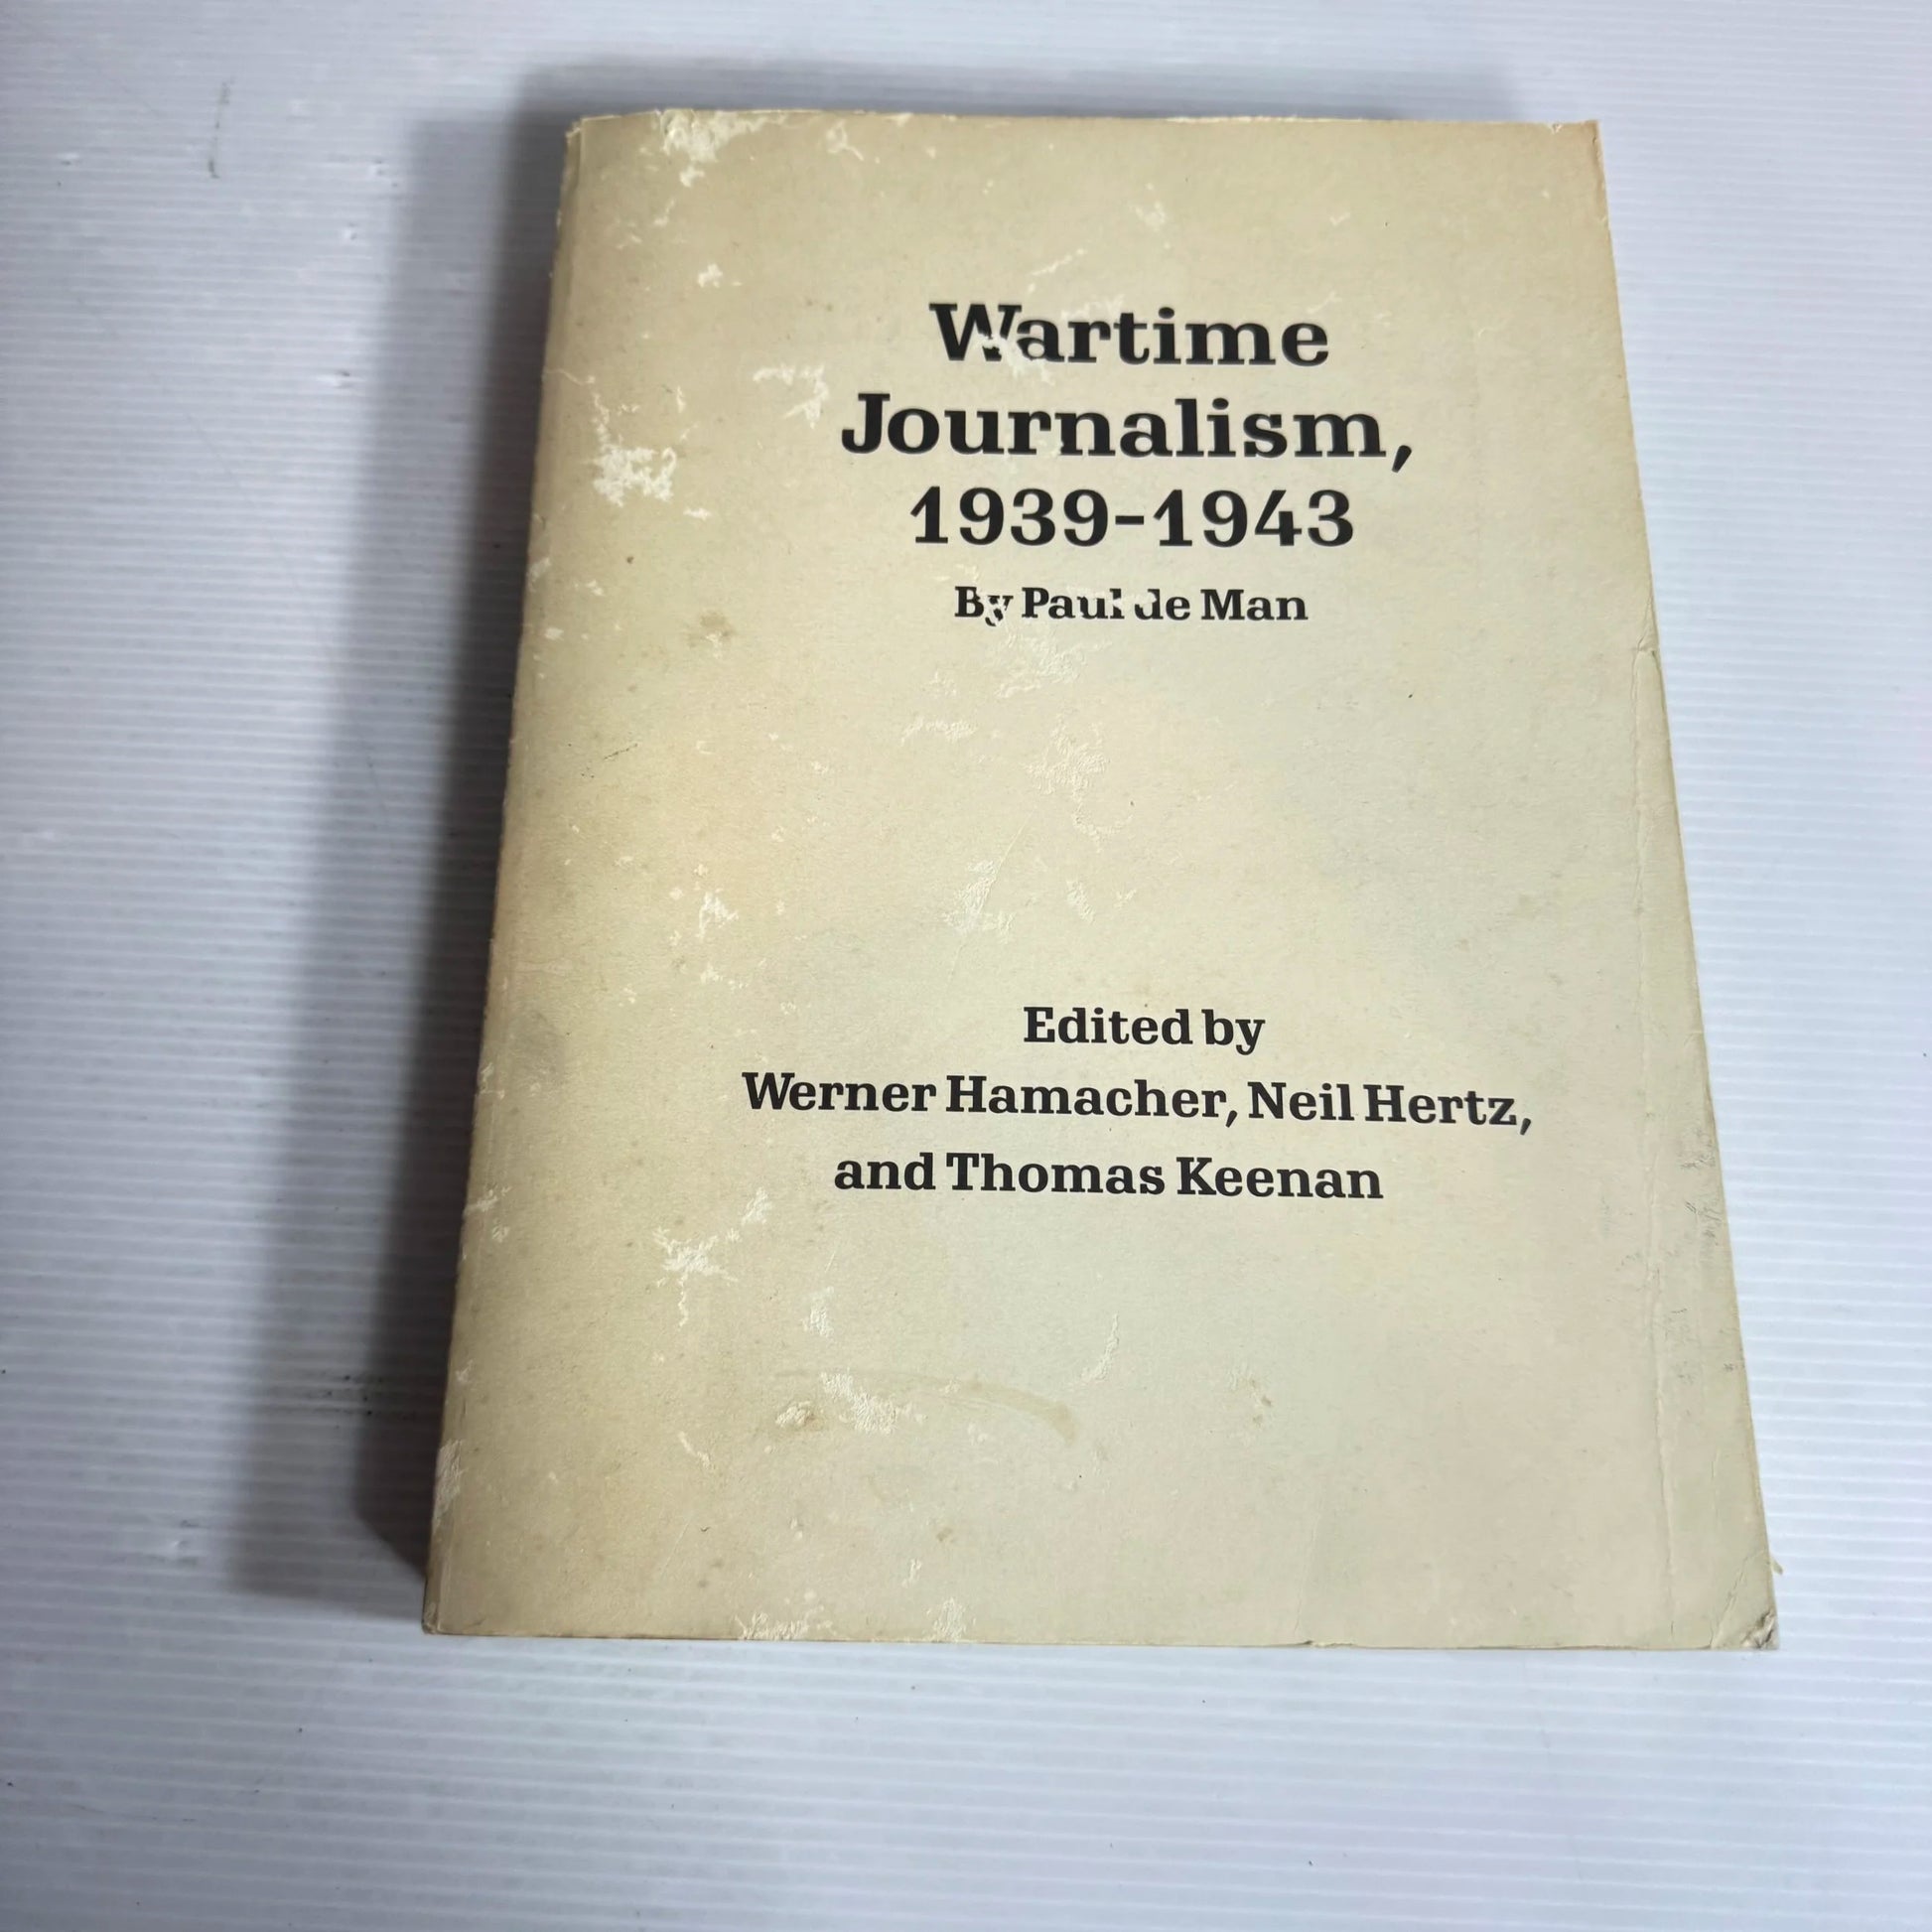 Wartime
Journalism,
1939-1943
By Paul de Man
Edited by
Werner Hamacher, Neil Hertz,
and Thomas Keenan